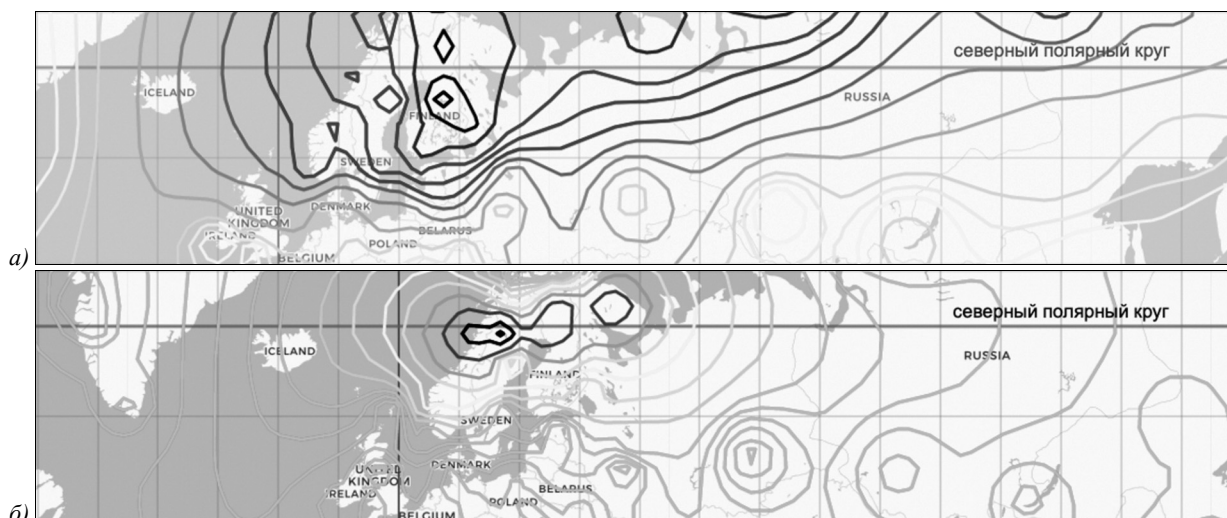 северный полярный круг
ICELAND
RUSSIA
FINLAND
SWEDEN
DENMARK
UNITED
KINGDOM
IRELAND
BELARUS
POLAND
BELGIUM
а)
северный полярный круг
ICELAND
RUSSIA
FINLAND
SWEDEN
DENMARK
UNITED
KINGDOM
IRELAND
BELARUS
POLAND
BELGIUM
б)